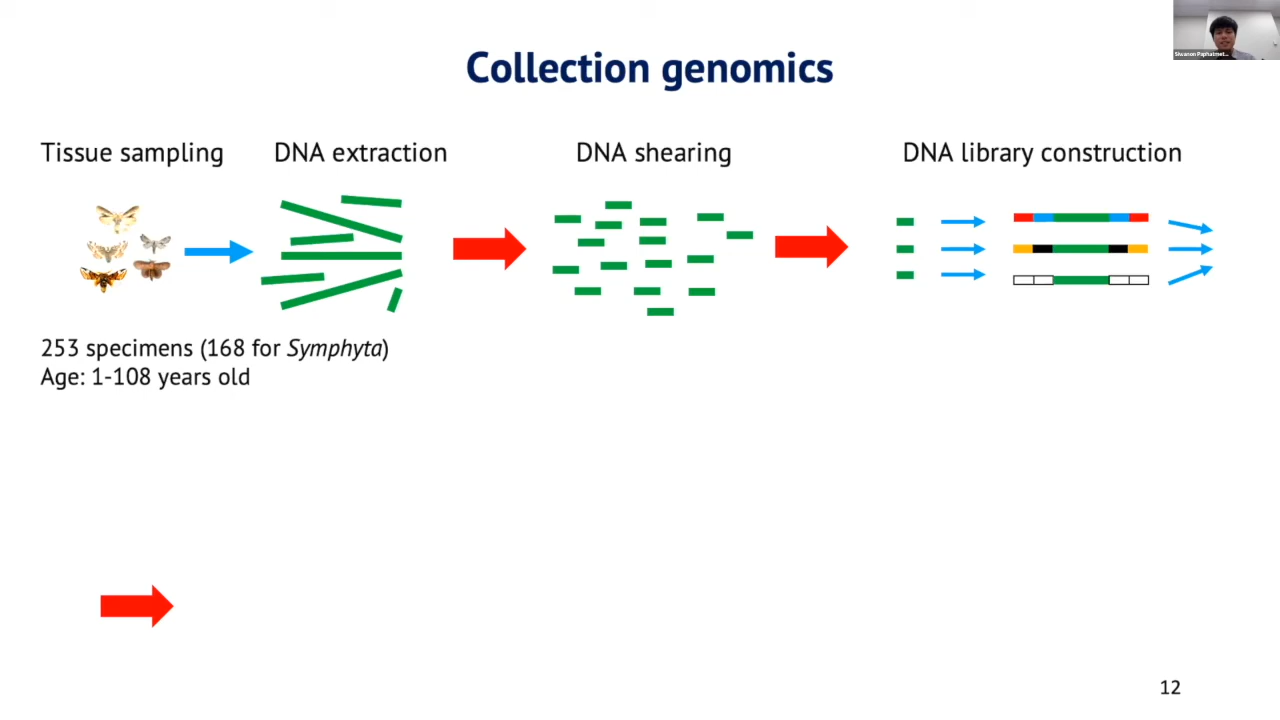 Collection genomics
Tissue sampling
DNA extraction
DNA shearing
DNA library construction
253 specimens (168 for Symphyta)
Age: 1-108 years old
12